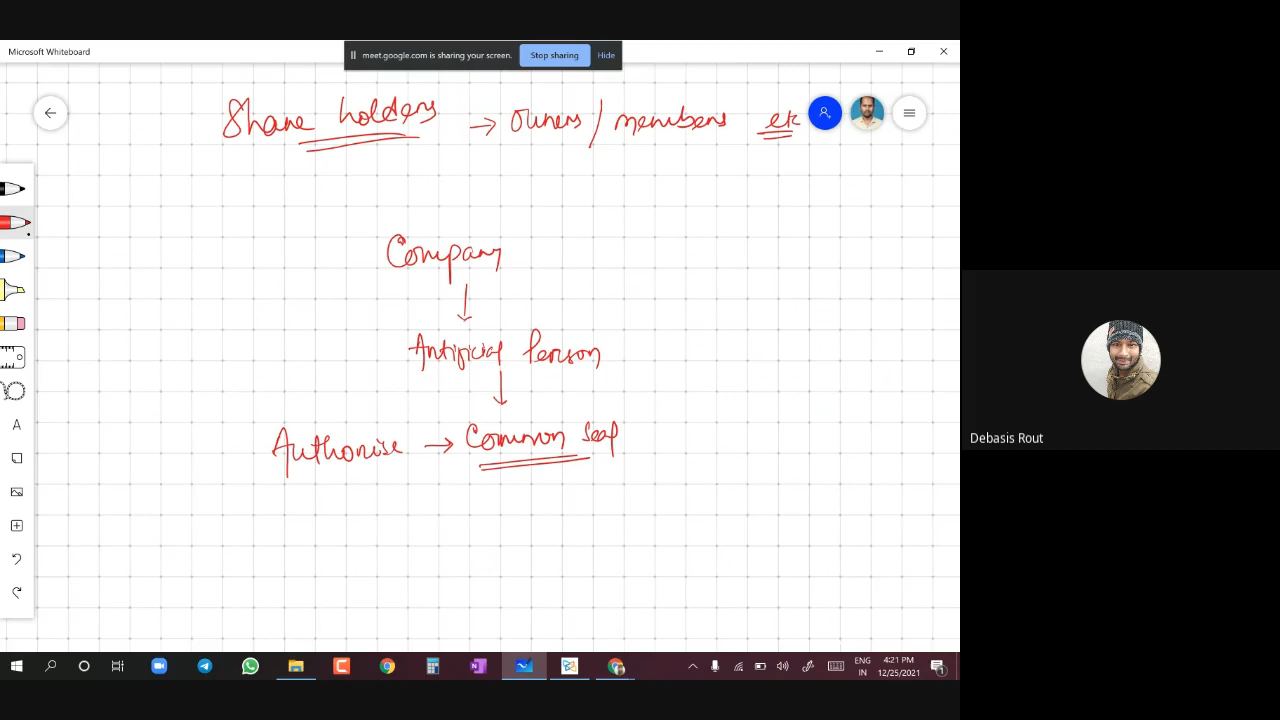 Microsoft Whiteboard
meet.google.com is sharing your screen. Stop sharing Hide
Share holders → Owners / members etc
Company
↓
Artificial Person
↓
Authorise → Common Seal
Debasis Rout
A
ENG
IN
4:21 PM
12/25/2021
1